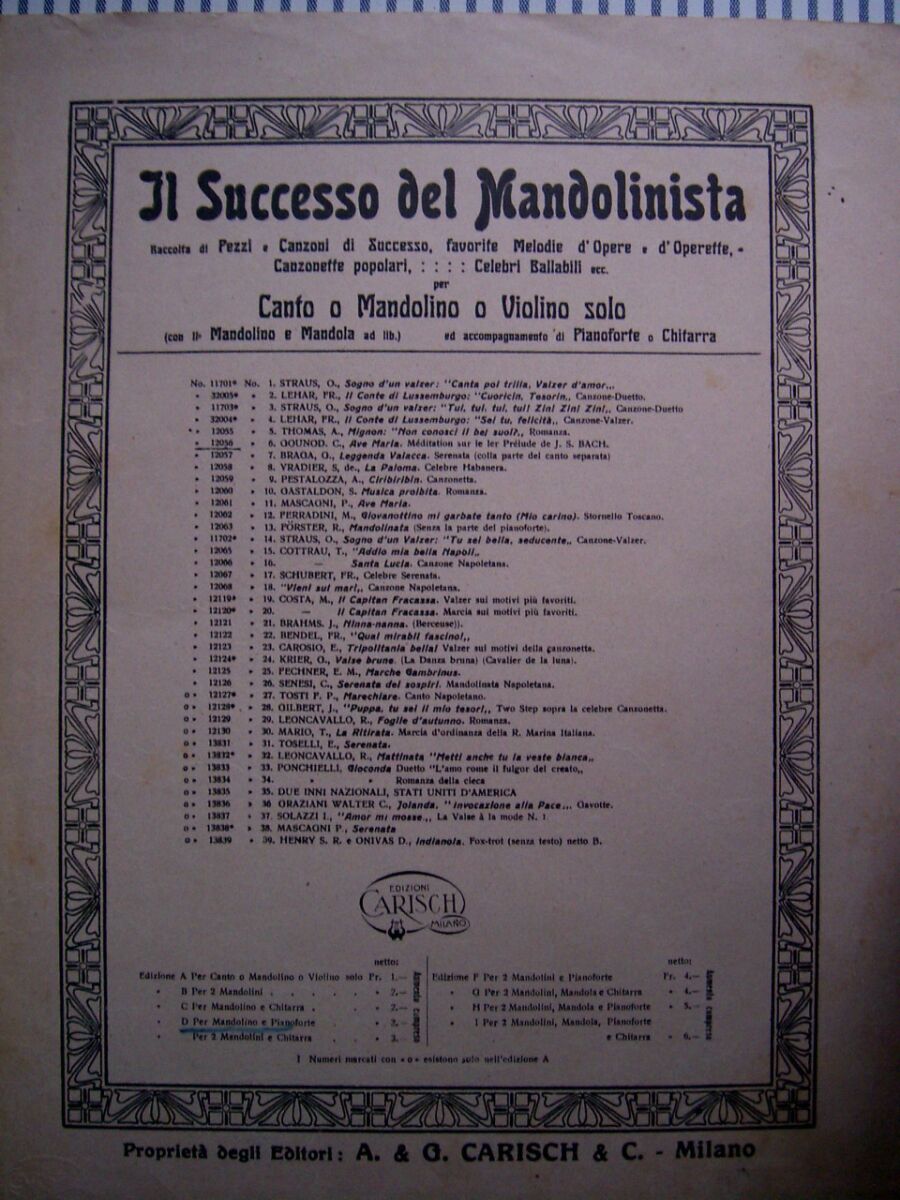 Il Successo del Mandolinista
Raccolta di Pezzi e Canzoni di Successo, favorite Melodie d'Opere e d'Operette, -
Canzonette popolari, : : : : Celebri Ballabili ecc.
per
Canto o Mandolino o Violino solo
(con IIº Mandolino e Mandola ad lib.) ed accompagnamento di Pianoforte o Chitarra
No. 11701* No. 1. STRAUS, O., Sogno d'un valzer: "Canta poi trilla, Valzer d'amor„.
» 32005* » 2. LEHAR, FR., Il Conte di Lussemburgo: "Cuoricin, Tesorin„ Canzone-Duetto.
» 11703* » 3. STRAUS, O., Sogno d'un valzer: "Tui, tui, tui, tui! Zin! Zin! Zin!„ Canzone-Duetto
» 32004* » 4. LEHAR, FR., Il Conte di Lussemburgo: "Sei tu, felicità„ Canzone-Valzer.
» 12055 » 5. THOMAS, A., Mignon: "Non conosci il bel suol?„ Romanza.
» 12056 » 6. GOUNOD. C., Ave Maria. Méditation sur le 1er Prélude de J. S. BACH.
» 12057 » 7. BRAGA, G., Leggenda Valacca. Serenata (colla parte del canto separata)
» 12058 » 8. VRADIER, S, de., La Paloma. Celebre Habanera.
» 12059 » 9. PESTALOZZA, A., Ciribiribin. Canzonetta.
» 12060 » 10. GASTALDON, S. Musica proibita. Romanza.
» 12061 » 11. MASCAGNI, P., Ave Maria.
» 12062 » 12. FERRADINI, M., Giovanottino mi garbate tanto (Mio carino). Stornello Toscano.
» 12063 » 13. PÖRSTER, R., Mandolinata (Senza la parte del pianoforte).
» 11702* » 14. STRAUS, O., Sogno d'un Valzer: "Tu sei bella, seducente„ Canzone-Valzer.
» 12065 » 15. COTTRAU, T., "Addio mia bella Napoli„
» 12066 » 16. — Santa Lucia. Canzone Napoletana.
» 12067 » 17. SCHUBERT, FR., Celebre Serenata.
» 12068 » 18. "Vieni sul mar!„ Canzone Napoletana.
» 12119* » 19. COSTA, M., Il Capitan Fracassa. Valzer sui motivi più favoriti.
» 12120* » 20. — Il Capitan Fracassa. Marcia sui motivi più favoriti.
» 12121 » 21. BRAHMS. J., Ninna-nanna. (Berceuse)).
» 12122 » 22. BENDEL, FR., "Qual mirabil fascino!„
» 12123 » 23. CAROSIO, E., Tripolitania bella! Valzer sui motivi della canzonetta.
» 12124* » 24. KRIER, G., Valse brune. (La Danza bruna) (Cavalier de la luna).
» 12125 » 25. FECHNER, E. M., Marche Gambrinus.
» 12126 » 26. SENESI, C., Serenata dei sospiri. Mandolinata Napoletana.
o » 12127* » 27. TOSTI F. P., Marechiare. Canto Napoletano.
o » 12128* » 28. GILBERT, J., "Puppa, tu sei il mio tesor!„ Two Step sopra la celebre Canzonetta.
o » 12129 » 29. LEONCAVALLO, R., Foglie d'autunno. Romanza.
o » 12130 » 30. MARIO, T., La Ritirata. Marcia d'ordinanza della R. Marina Italiana.
o » 13831 » 31. TOSELLI, E., Serenata.
o » 13832* » 32. LEONCAVALLO, R., Mattinata "Metti anche tu la veste bianca„
o » 13833 » 33. PONCHIELLI, Gioconda Duetto "L'amo come il fulgor del creato„
o » 13834 » 34. » » Romanza della cieca
o » 13835 » 35. DUE INNI NAZIONALI, STATI UNITI D'AMERICA
o » 13836 » 36 GRAZIANI WALTER C., Jolanda. "Invocazione alla Pace„. Gavotte.
o » 13837 » 37. SOLAZZI I., "Amor mi mosse„, La Valse à la mode N. 1
o » 13838* » 38. MASCAGNI P., Serenata
o » 13839 » 39. HENRY S. R. e ONIVAS D., Indianola. Fox-trot (senza testo) netto B.
EDIZIONI
CARISCH
MILANO
netto:
Edizione A Per Canto o Mandolino o Violino solo Fr. 1.—
» B Per 2 Mandolini . . . . . » 2.—
» C Per Mandolino e Chitarra . . . » 2.—
» D Per Mandolino e Pianoforte . » 3.—
» Per 2 Mandolini e Chitarra . . » 3.—
Aumento compreso
netto:
Edizione F Per 2 Mandolini e Pianoforte Fr. 4.—
» G Per 2 Mandolini, Mandola e Chitarra » 4.—
» H Per 2 Mandolini, Mandola e Pianoforte » 5.—
» I Per 2 Mandolini, Mandola, Pianoforte
e Chitarra » 6.—
Aumento compreso
I Numeri marcati con «o» esistono solo nell'edizione A
Proprietà degli Editori: A. & G. CARISCH & C. - Milano